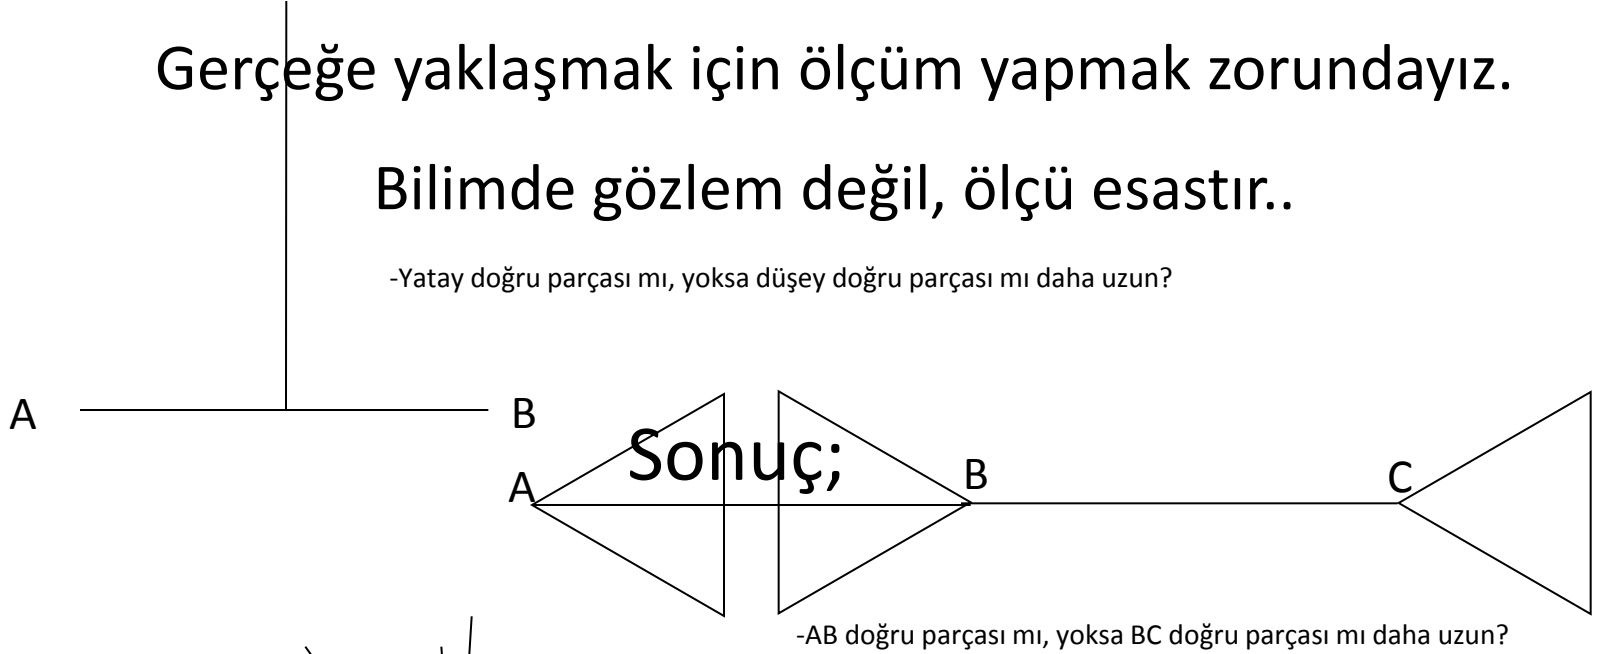 Gerçeğe yaklaşmak için ölçüm yapmak zorundayız.
Bilimde gözlem değil, ölçü esastır..
-Yatay doğru parçası mı, yoksa düşey doğru parçası mı daha uzun?
A
B
Sonuç;
A
B
C
-AB doğru parçası mı, yoksa BC doğru parçası mı daha uzun?